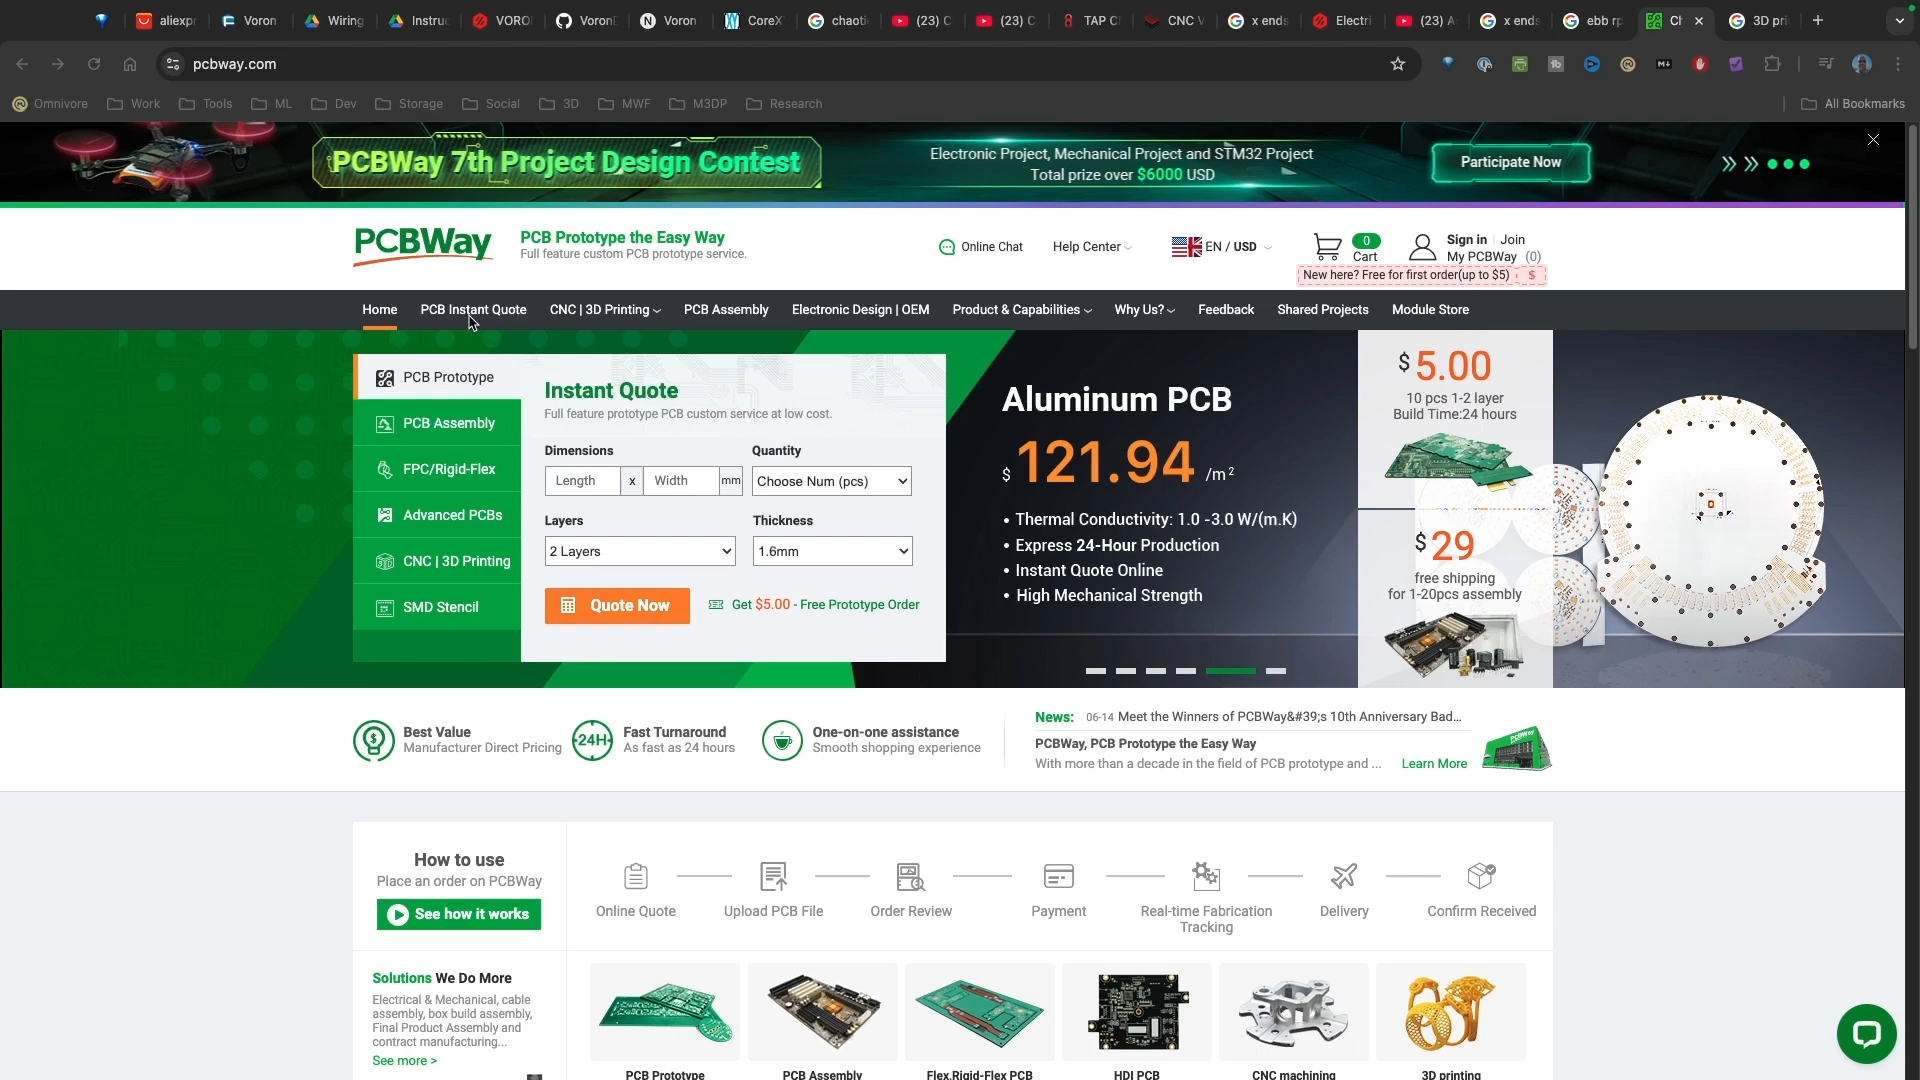 aliexpr
Voron
Wiring
Instruc
VORO
VoronD
Voron
CoreX
chaoti
(23) C
(23) C
TAP C
CNC V
x ends
Electri
(23) A
x ends
ebb rp
Ch
3D pri
pcbway.com
Omnivore
Work
Tools
ML
Dev
Storage
Social
3D
MWF
M3DP
Research
All Bookmarks
PCBWay 7th Project Design Contest
Electronic Project, Mechanical Project and STM32 Project
Total prize over $6000 USD
Participate Now
PCBWay
PCB Prototype the Easy Way
Full feature custom PCB prototype service.
Online Chat
Help Center
EN / USD
0
Cart
Sign in
Join
My PCBWay (0)
New here? Free for first order(up to $5)
$
Home
PCB Instant Quote
CNC | 3D Printing
PCB Assembly
Electronic Design | OEM
Product & Capabilities
Why Us?
Feedback
Shared Projects
Module Store
PCB Prototype
PCB Assembly
FPC/Rigid-Flex
Advanced PCBs
CNC | 3D Printing
SMD Stencil
Instant Quote
Full feature prototype PCB custom service at low cost.
Dimensions
Quantity
Length
x
Width
mm
Choose Num (pcs)
Layers
Thickness
2 Layers
1.6mm
Quote Now
Get $5.00 - Free Prototype Order
Aluminum PCB
$ 121.94 /m²
• Thermal Conductivity: 1.0 -3.0 W/(m.K)
• Express 24-Hour Production
• Instant Quote Online
• High Mechanical Strength
$ 5.00
10 pcs 1-2 layer
Build Time:24 hours
$ 29
free shipping
for 1-20pcs assembly
Best Value
Manufacturer Direct Pricing
24H
Fast Turnaround
As fast as 24 hours
One-on-one assistance
Smooth shopping experience
News: 06-14 Meet the Winners of PCBWay&#39;s 10th Anniversary Bad...
PCBWay, PCB Prototype the Easy Way
With more than a decade in the field of PCB prototype and ...
Learn More
How to use
Place an order on PCBWay
See how it works
Online Quote
Upload PCB File
Order Review
Payment
Real-time Fabrication
Tracking
Delivery
Confirm Received
Solutions We Do More
Electrical & Mechanical, cable
assembly, box build assembly,
Final Product Assembly and
contract manufacturing...
See more >
PCB Prototype
PCB Assembly
Flex,Rigid-Flex PCB
HDI PCB
CNC machining
3D printing